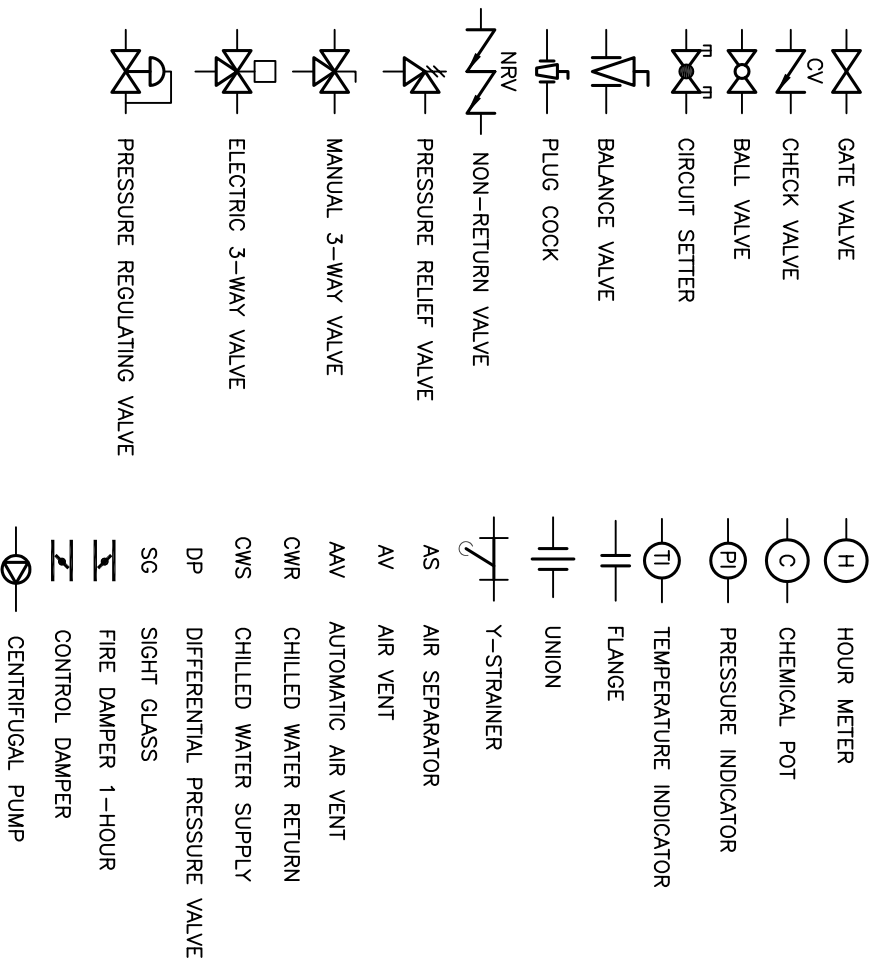 GATE VALVE
CV CHECK VALVE
BALL VALVE
CIRCUIT SETTER
BALANCE VALVE
PLUG COCK
NRV NON-RETURN VALVE
PRESSURE RELIEF VALVE
MANUAL 3-WAY VALVE
ELECTRIC 3-WAY VALVE
PRESSURE REGULATING VALVE
H HOUR METER
C CHEMICAL POT
PI PRESSURE INDICATOR
TI TEMPERATURE INDICATOR
FLANGE
UNION
Y-STRAINER
AS AIR SEPARATOR
AV AIR VENT
AAV AUTOMATIC AIR VENT
CWR CHILLED WATER RETURN
CWS CHILLED WATER SUPPLY
DP DIFFERENTIAL PRESSURE VALVE
SG SIGHT GLASS
FIRE DAMPER 1-HOUR
CONTROL DAMPER
CENTRIFUGAL PUMP